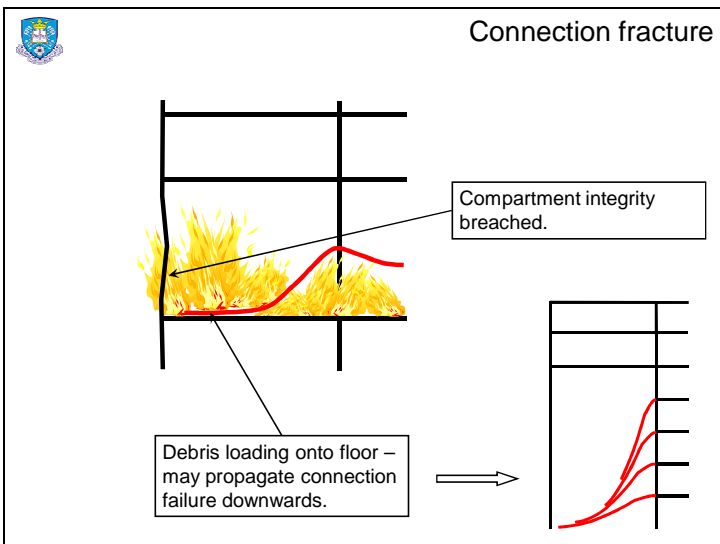 Connection fracture
Compartment integrity
breached.
Debris loading onto floor –
may propagate connection
failure downwards.